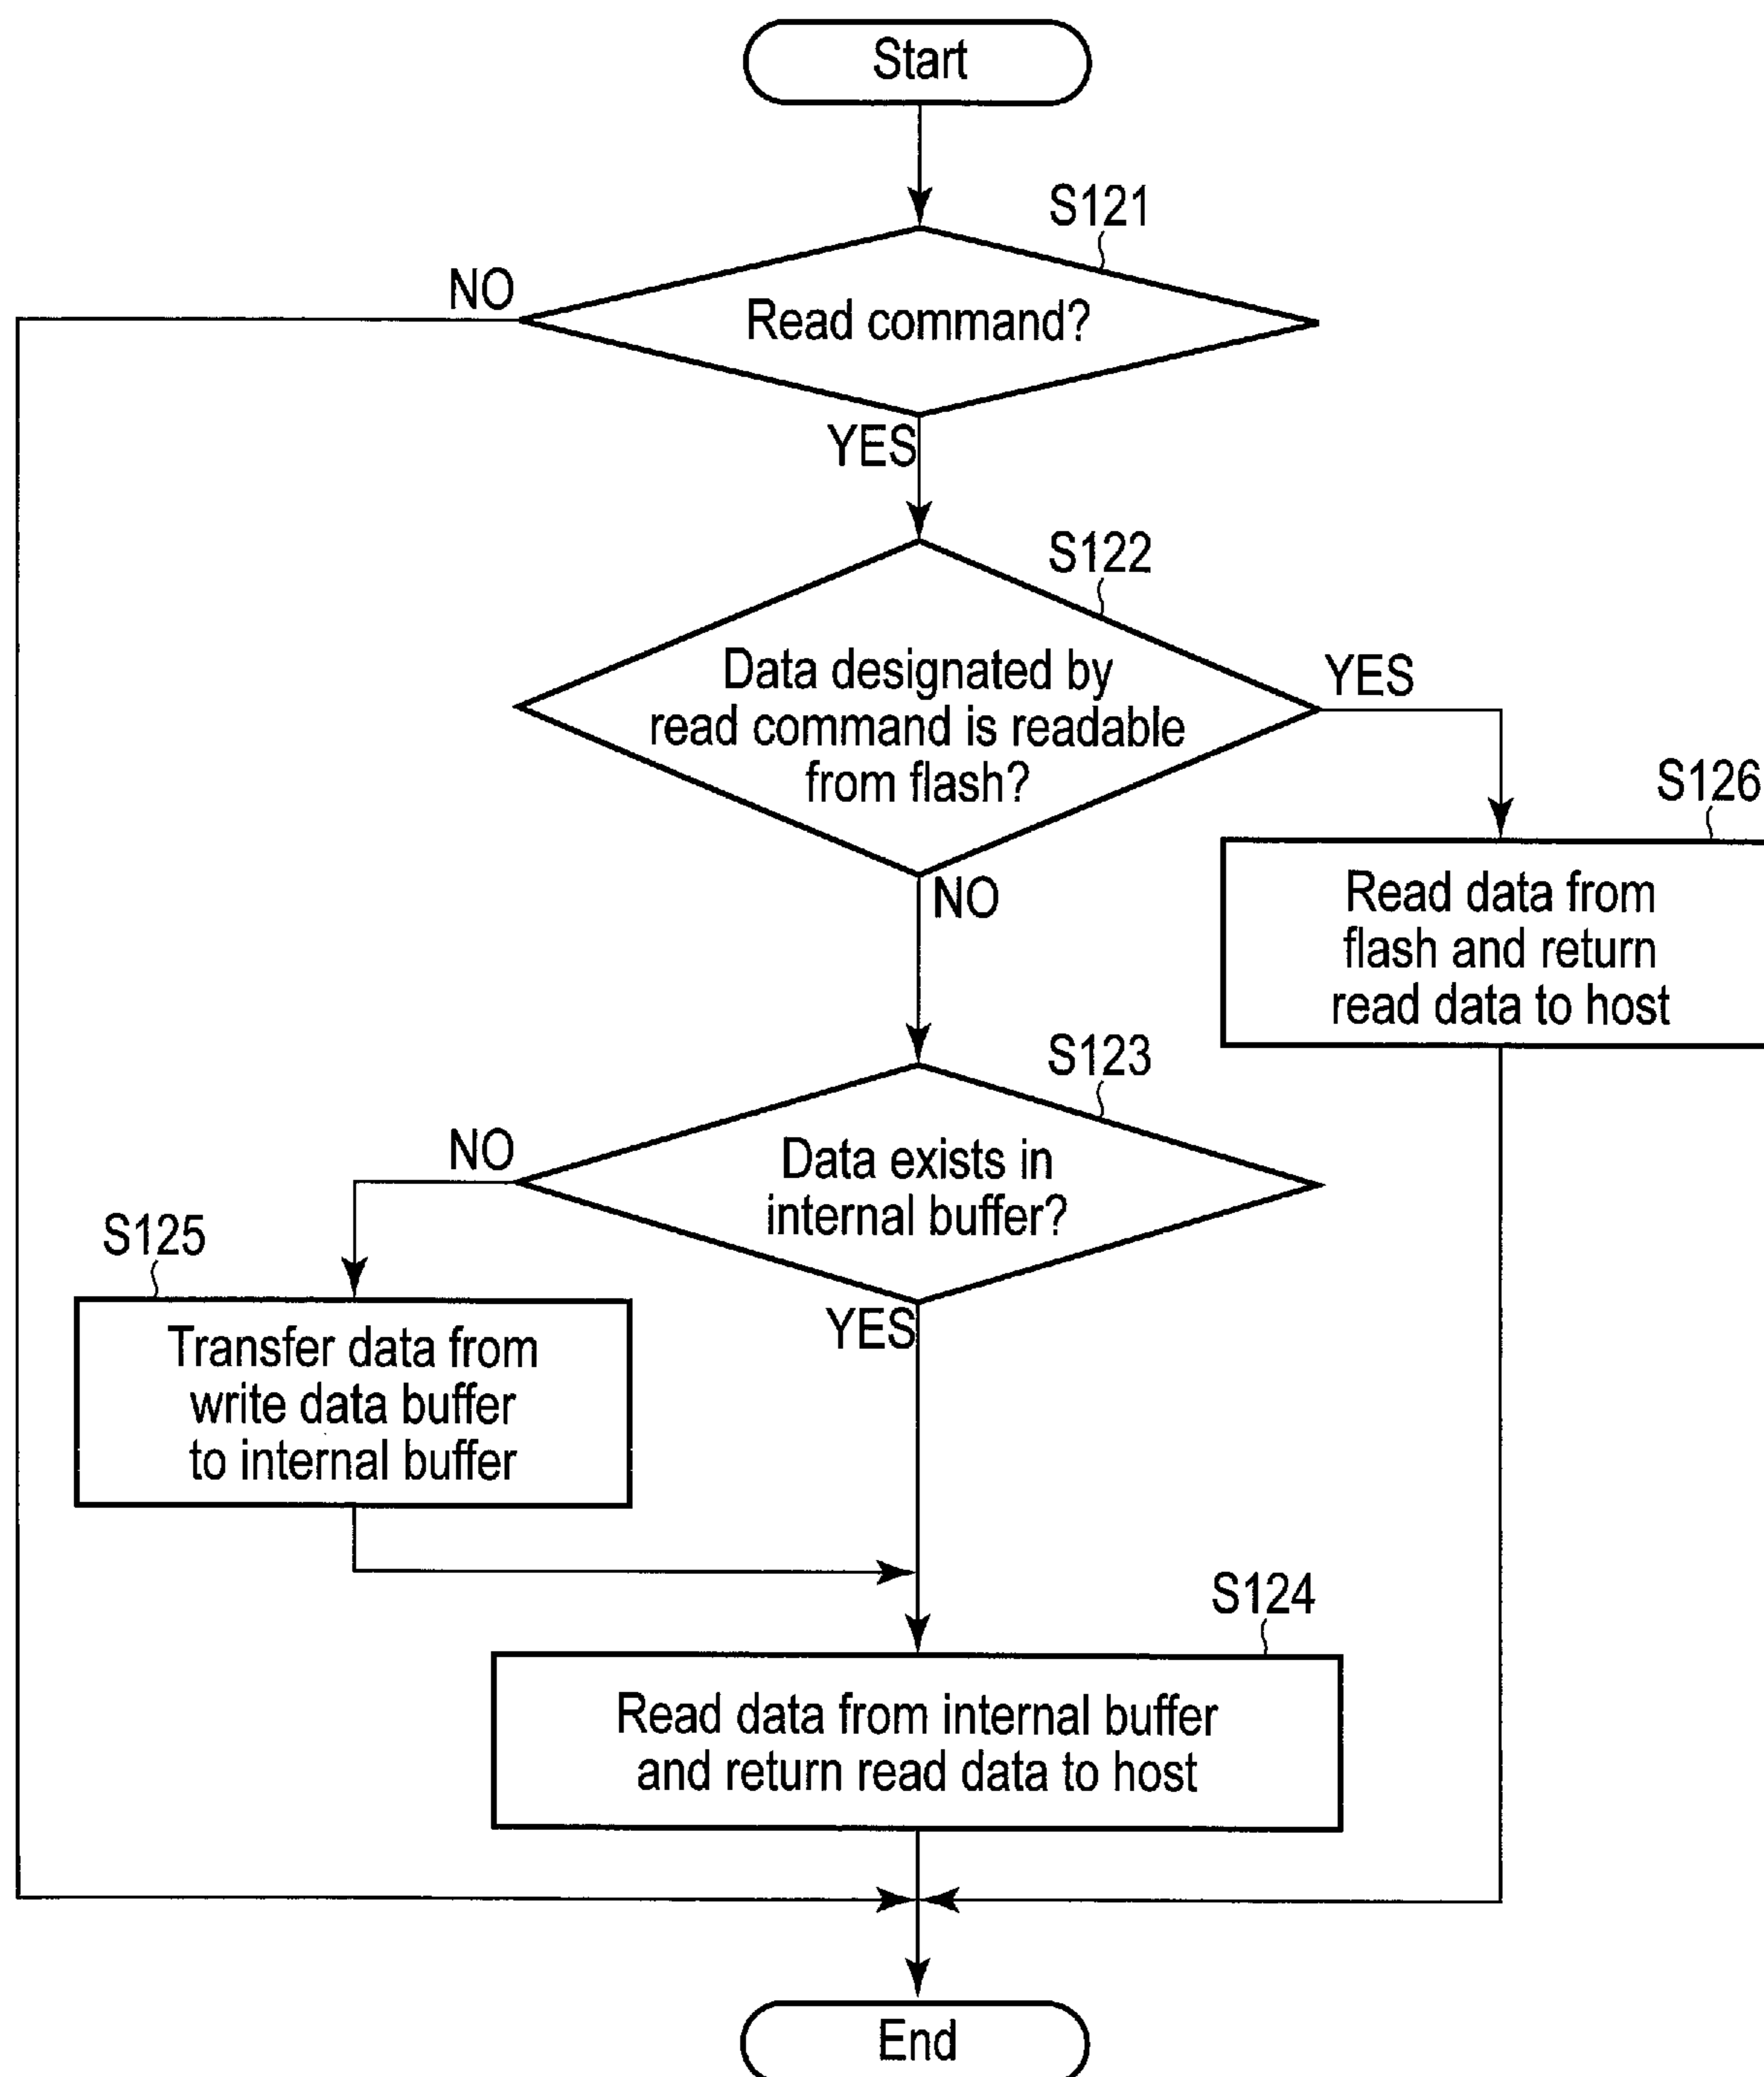 Start
S121
NO
Read command?
YES
S122
Data designated by
read command is readable
from flash?
YES
S126
NO
Read data from
flash and return
read data to host
S123
NO
Data exists in
internal buffer?
S125
YES
Transfer data from
write data buffer
to internal buffer
S124
Read data from internal buffer
and return read data to host
End